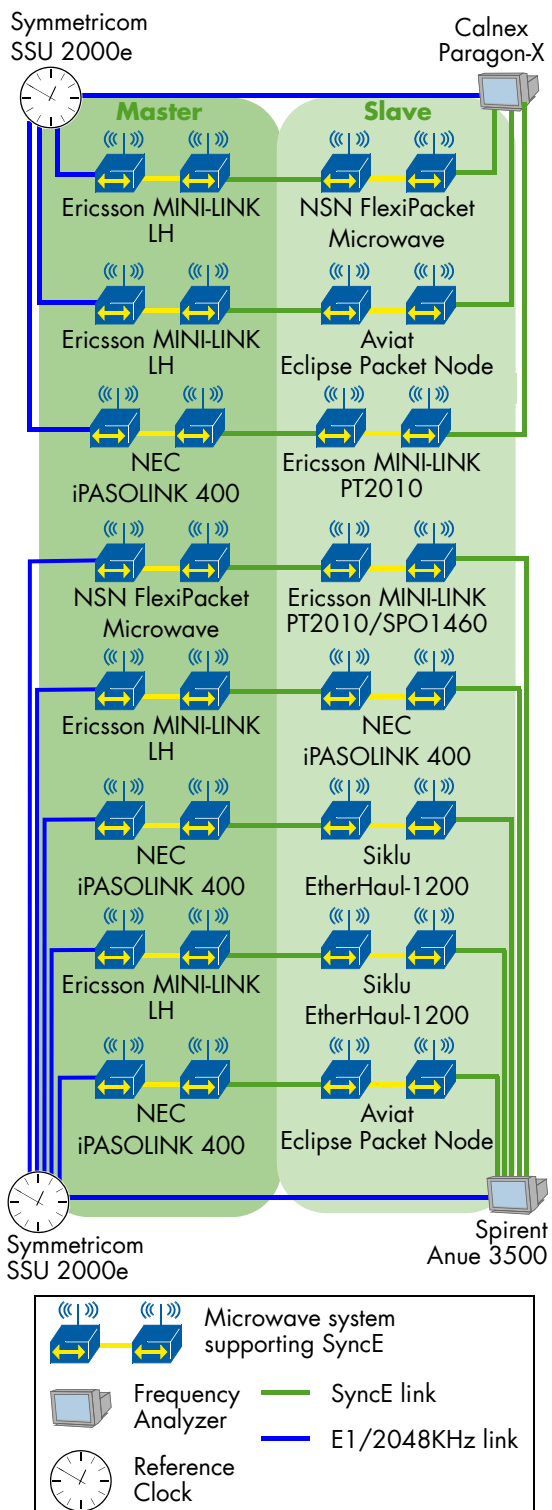 Symmetricom
SSU 2000e
Calnex
Paragon-X
Master
Slave
Ericsson MINI-LINK
LH
NSN FlexiPacket
Microwave
Ericsson MINI-LINK
LH
Aviat
Eclipse Packet Node
NEC
iPASOLINK 400
Ericsson MINI-LINK
PT2010
NSN FlexiPacket
Microwave
Ericsson MINI-LINK
PT2010/SPO1460
Ericsson MINI-LINK
LH
NEC
iPASOLINK 400
NEC
iPASOLINK 400
Siklu
EtherHaul-1200
Ericsson MINI-LINK
LH
Siklu
EtherHaul-1200
NEC
iPASOLINK 400
Aviat
Eclipse Packet Node
Symmetricom
SSU 2000e
Spirent
Anue 3500
Microwave system
supporting SyncE
Frequency
Analyzer
SyncE link
E1/2048KHz link
Reference
Clock